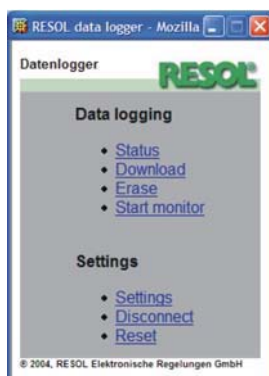 RESOL data logger - Mozilla
Datenlogger
RESOL
Data logging
Status
Download
Erase
Start monitor
Settings
Settings
Disconnect
Reset
© 2004, RESOL Elektronische Regelungen GmbH